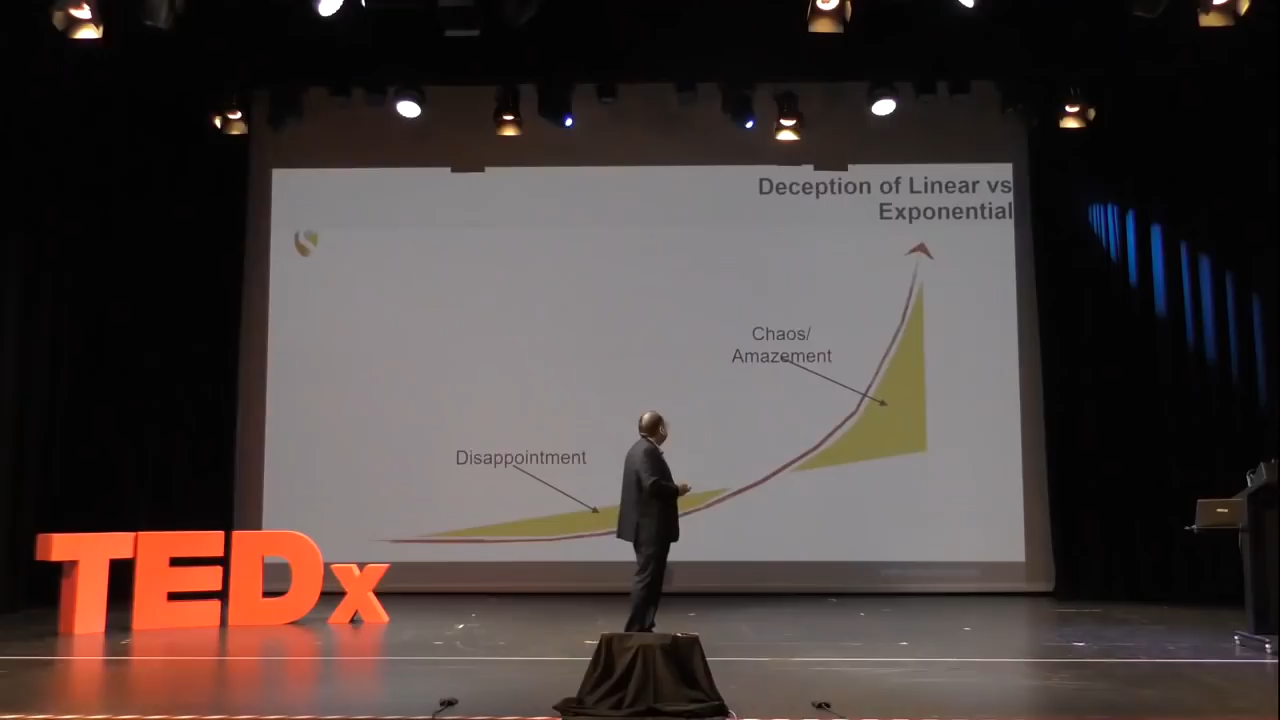 Deception of Linear vs
Exponential
Chaos/
Amazement
Disappointment
TEDx